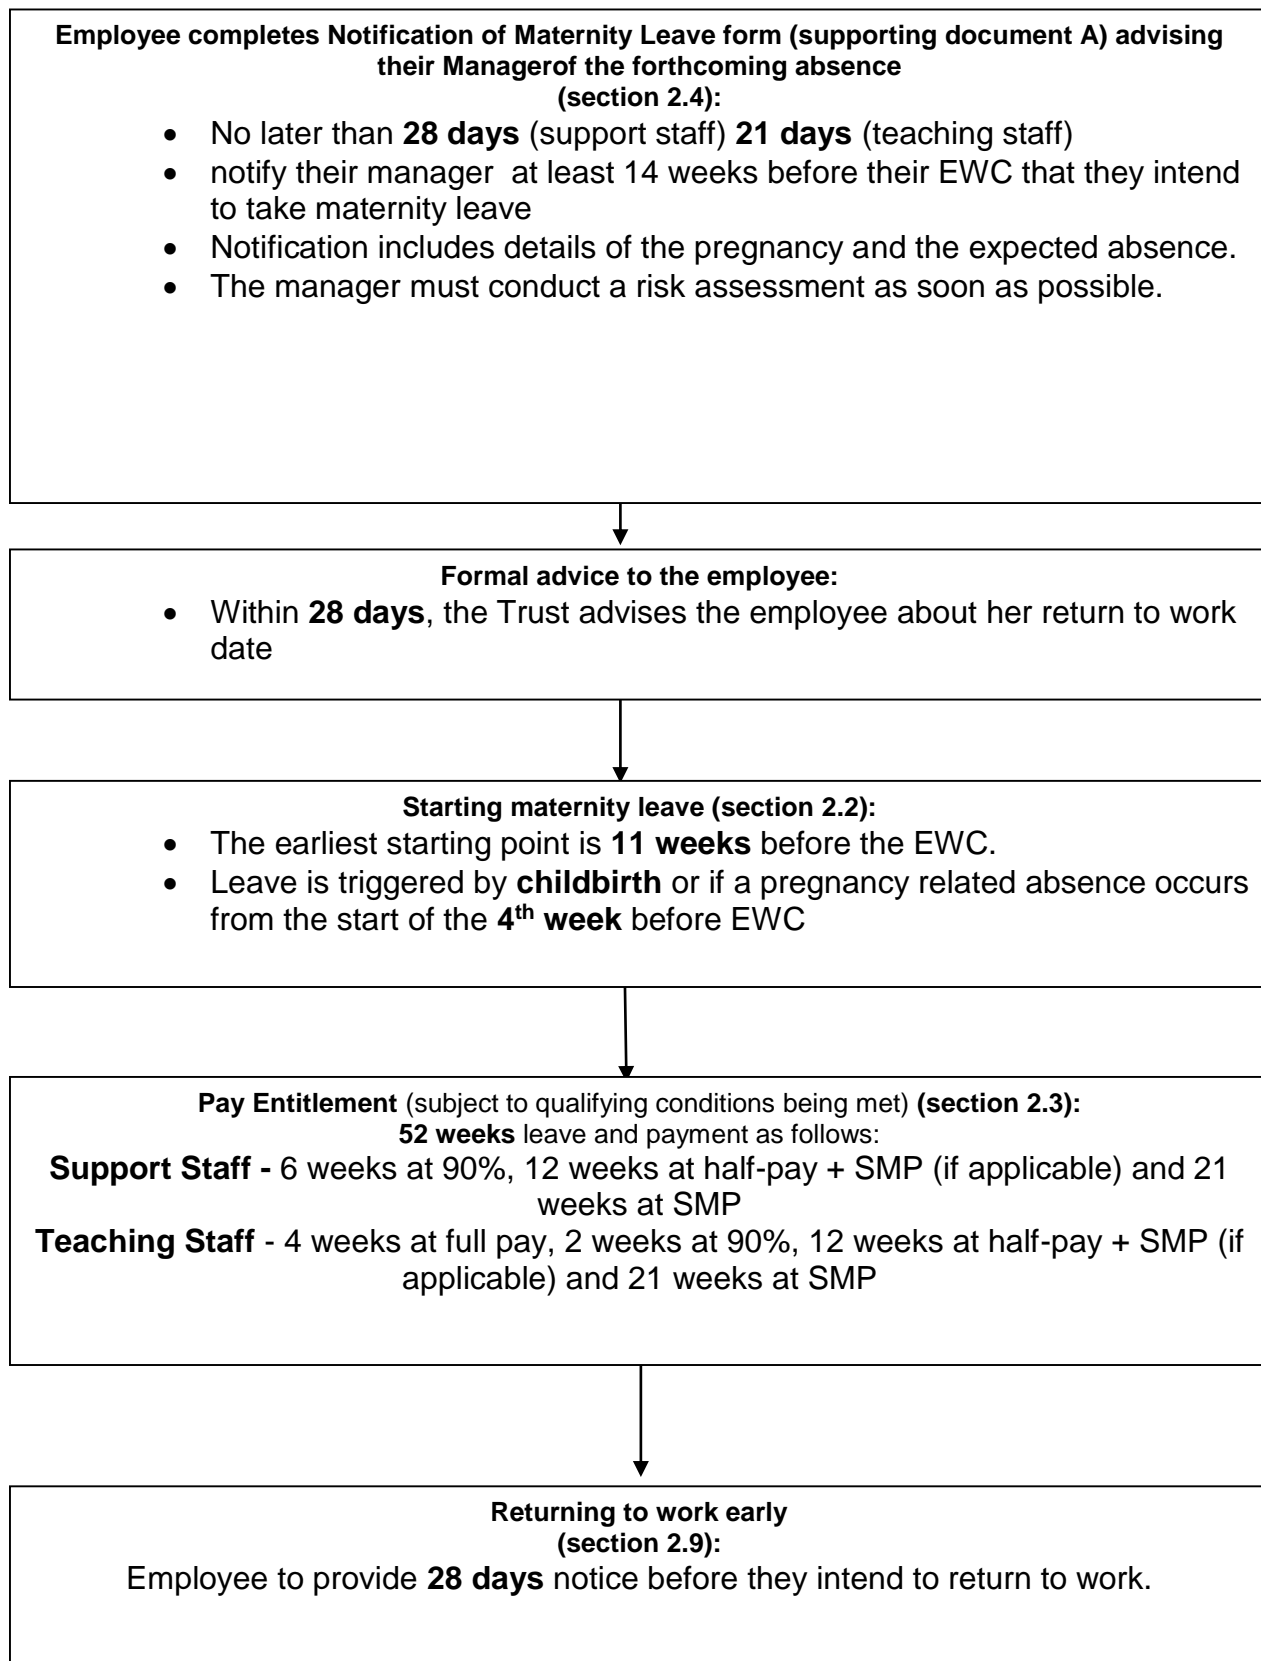 Employee completes Notification of Maternity Leave form (supporting document A) advising
their Managerof the forthcoming absence
(section 2.4):
• No later than 28 days (support staff) 21 days (teaching staff)
• notify their manager at least 14 weeks before their EWC that they intend
to take maternity leave
• Notification includes details of the pregnancy and the expected absence.
• The manager must conduct a risk assessment as soon as possible.
Formal advice to the employee:
• Within 28 days, the Trust advises the employee about her return to work
date
Starting maternity leave (section 2.2):
• The earliest starting point is 11 weeks before the EWC.
• Leave is triggered by childbirth or if a pregnancy related absence occurs
from the start of the 4th week before EWC
Pay Entitlement (subject to qualifying conditions being met) (section 2.3):
52 weeks leave and payment as follows:
Support Staff - 6 weeks at 90%, 12 weeks at half-pay + SMP (if applicable) and 21
weeks at SMP
Teaching Staff - 4 weeks at full pay, 2 weeks at 90%, 12 weeks at half-pay + SMP (if
applicable) and 21 weeks at SMP
Returning to work early
(section 2.9):
Employee to provide 28 days notice before they intend to return to work.